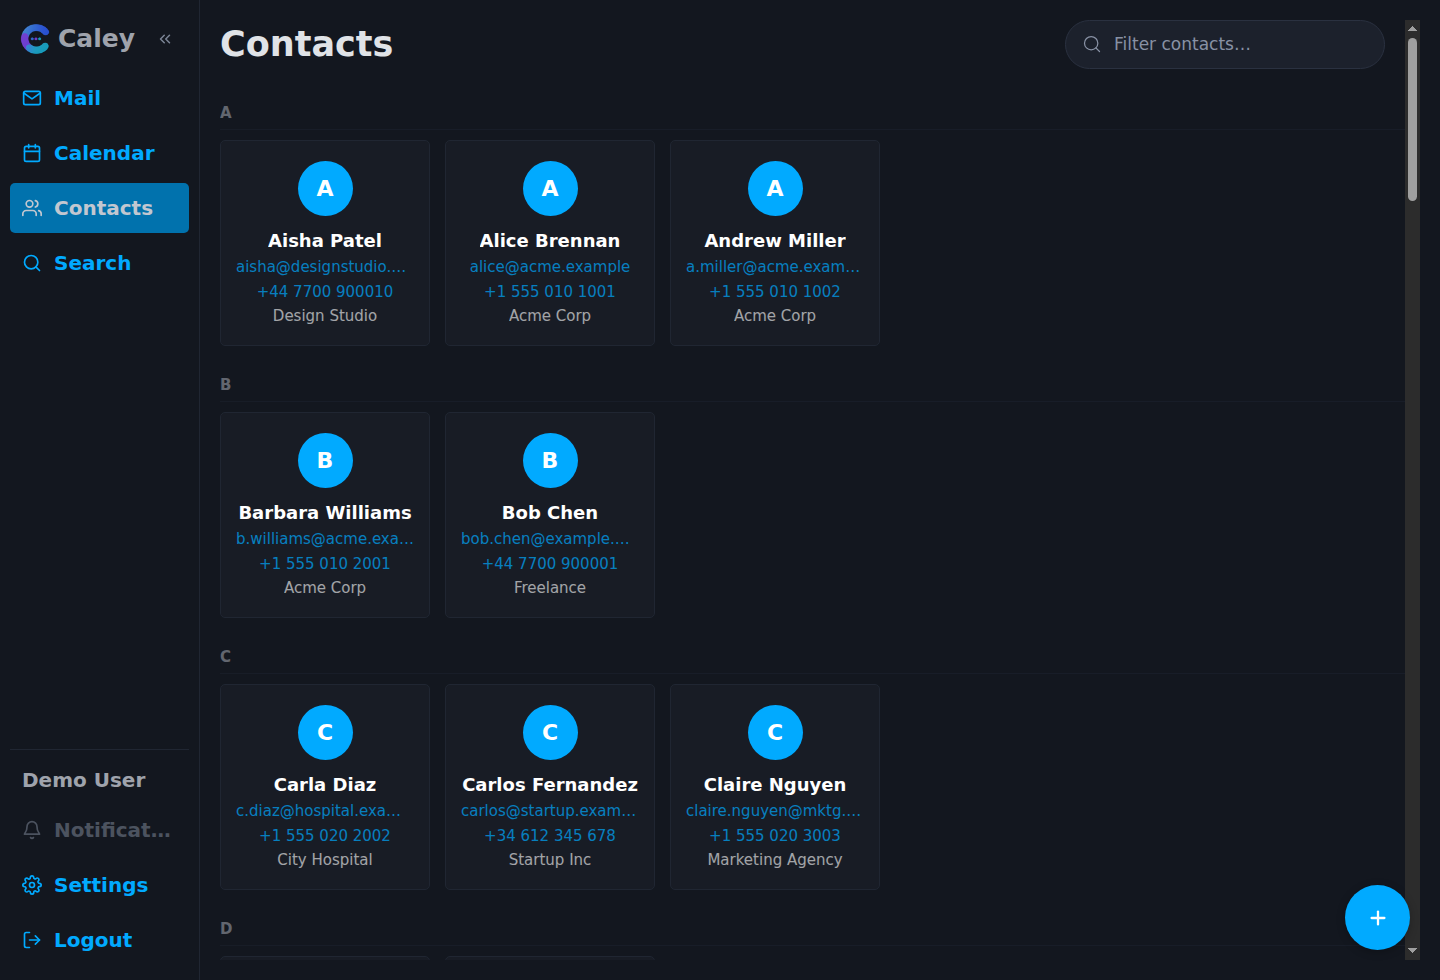 Caley
Mail
Calendar
Contacts
Search
Demo User
Notificat...
Settings
Logout
Contacts
Filter contacts...
A
A
Aisha Patel
aisha@designstudio....
+44 7700 900010
Design Studio
A
Alice Brennan
alice@acme.example
+1 555 010 1001
Acme Corp
A
Andrew Miller
a.miller@acme.exam...
+1 555 010 1002
Acme Corp
B
B
Barbara Williams
b.williams@acme.exa...
+1 555 010 2001
Acme Corp
B
Bob Chen
bob.chen@example....
+44 7700 900001
Freelance
C
C
Carla Diaz
c.diaz@hospital.exa...
+1 555 020 2002
City Hospital
C
Carlos Fernandez
carlos@startup.exam...
+34 612 345 678
Startup Inc
C
Claire Nguyen
claire.nguyen@mktg....
+1 555 020 3003
Marketing Agency
D